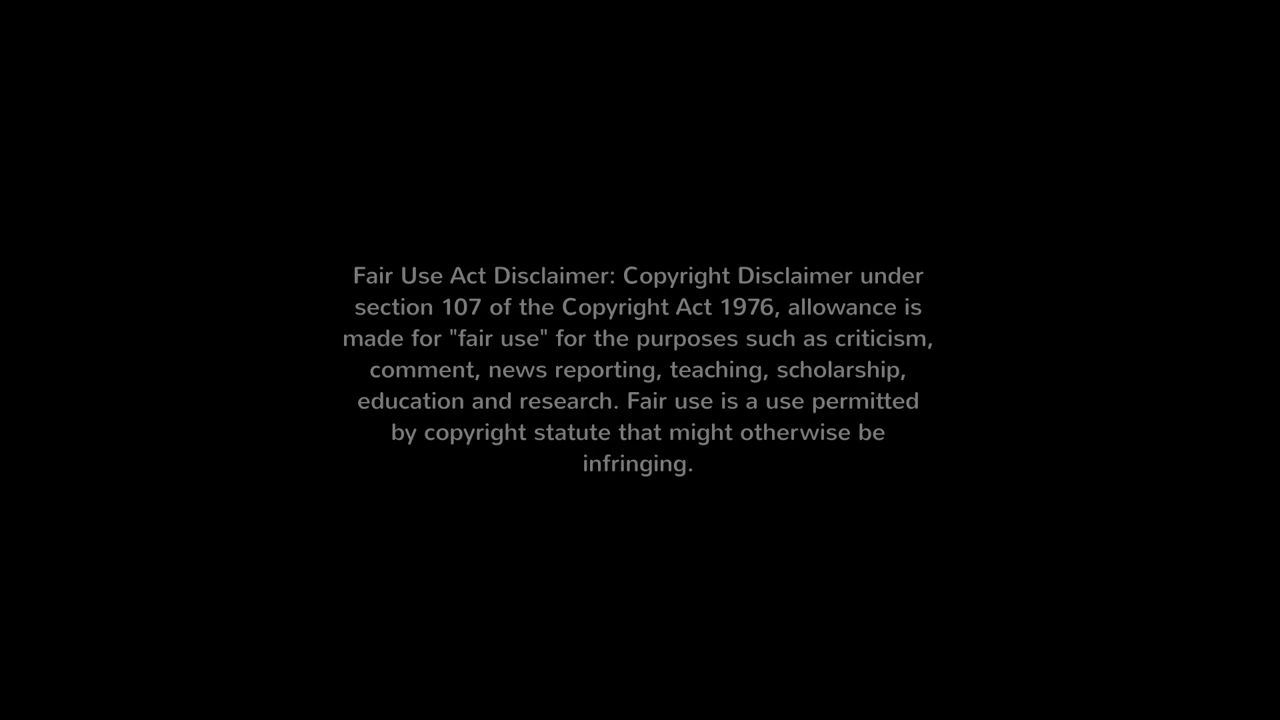 Fair Use Act Disclaimer: Copyright Disclaimer under
section 107 of the Copyright Act 1976, allowance is
made for "fair use" for the purposes such as criticism,
comment, news reporting, teaching, scholarship,
education and research. Fair use is a use permitted
by copyright statute that might otherwise be
infringing.